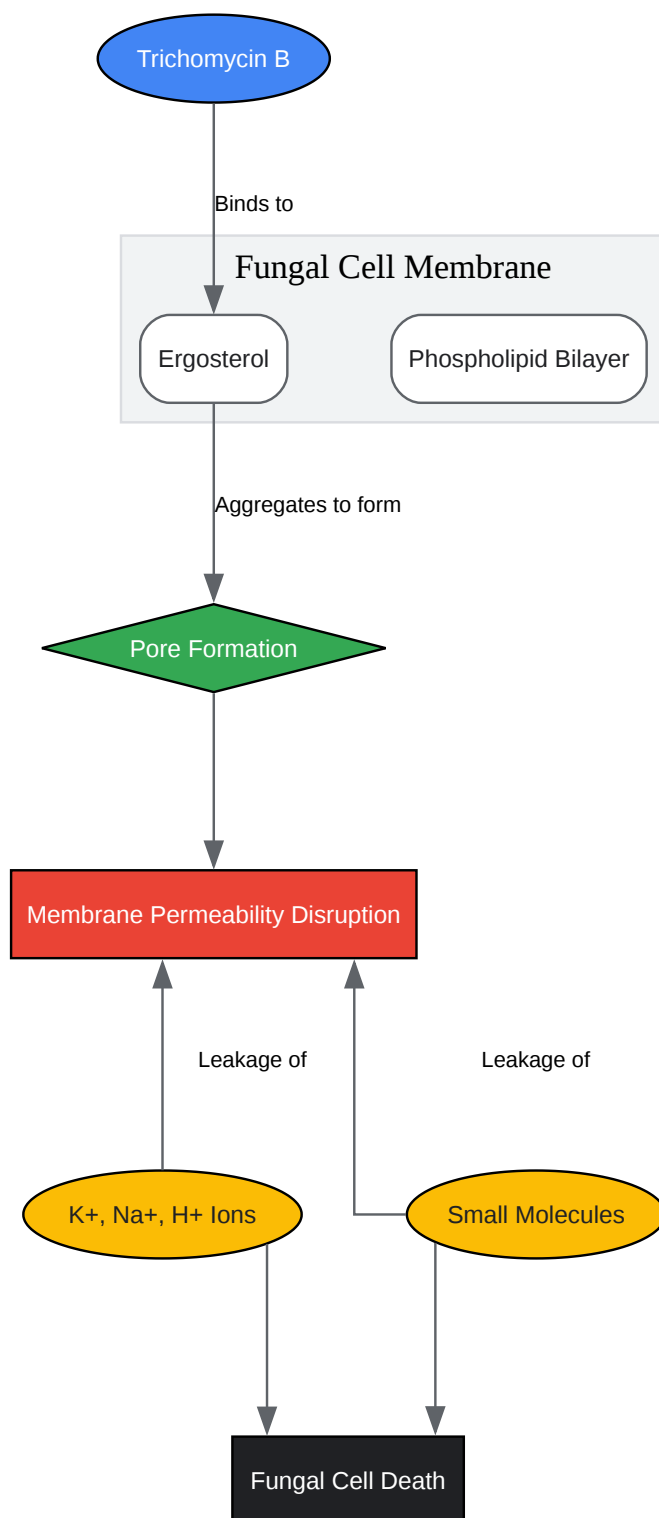 Trichomycin B
Binds to
Fungal Cell Membrane
Ergosterol
Phospholipid Bilayer
Aggregates to form
Pore Formation
Membrane Permeability Disruption
Leakage of
Leakage of
K+, Na+, H+ Ions
Small Molecules
Fungal Cell Death